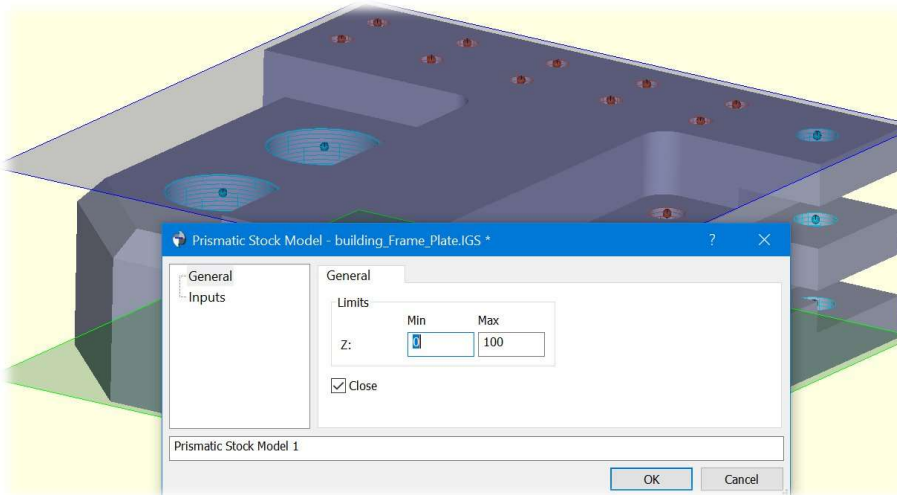 Prismatic Stock Model - building_Frame_Plate.IGS *
? 
General
Inputs
General
Limits
Min Max
Z: 0 100
Close
Prismatic Stock Model 1
OK Cancel